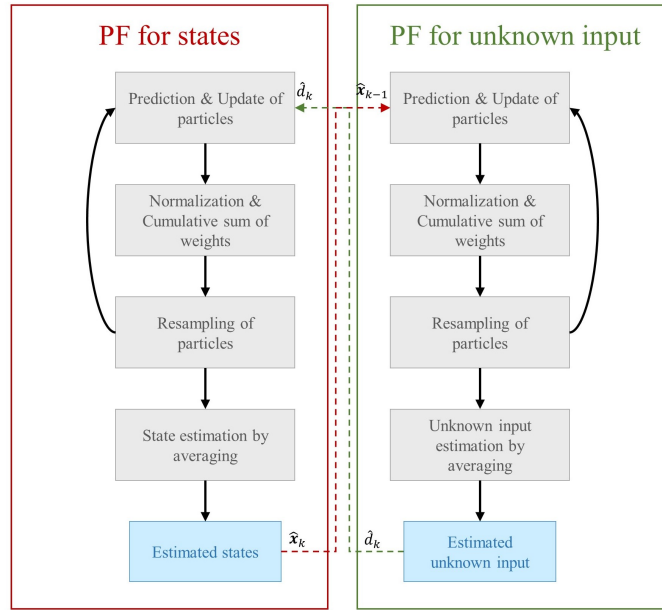 PF for states
Prediction & Update of
particles
Normalization &
Cumulative sum of
weights
Resampling of
particles
State estimation by
averaging
Estimated states
x̂ₖ
d̂ₖ
PF for unknown input
x̂ₖ₋₁
Prediction & Update of
particles
Normalization &
Cumulative sum of
weights
Resampling of
particles
Unknown input
estimation by
averaging
Estimated
unknown input
d̂ₖ